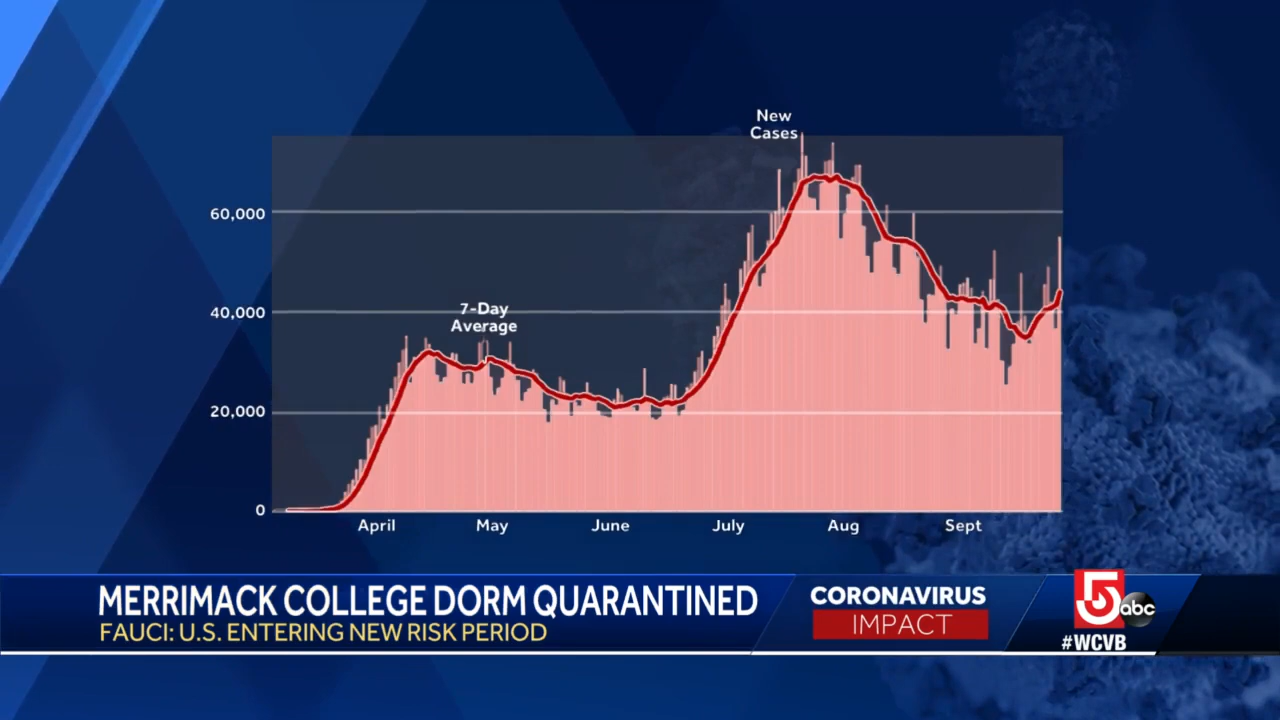 New
Cases
60,000
7-Day
Average
40,000
20,000
0
April May June July Aug Sept
MERRIMACK COLLEGE DORM QUARANTINED
FAUCI: U.S. ENTERING NEW RISK PERIOD
CORONAVIRUS
IMPACT
5 abc
#WCVB